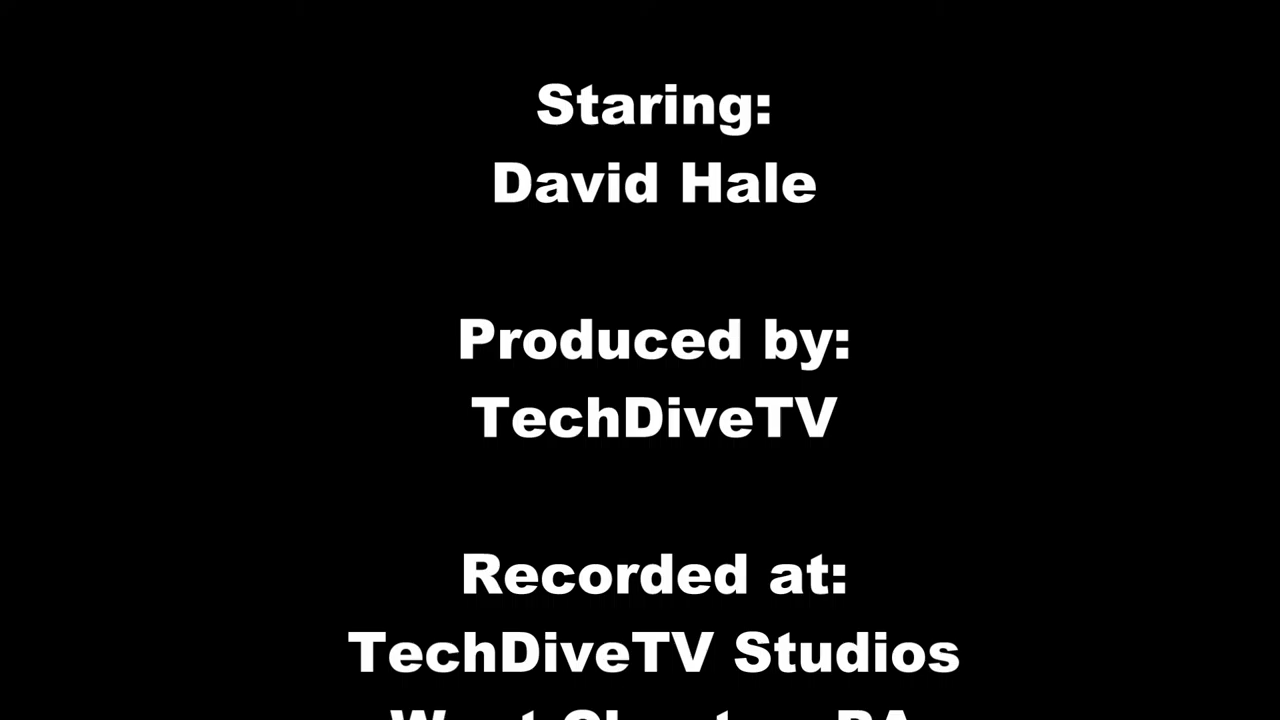 Staring:
David Hale
Produced by:
TechDiveTV
Recorded at:
TechDiveTV Studios